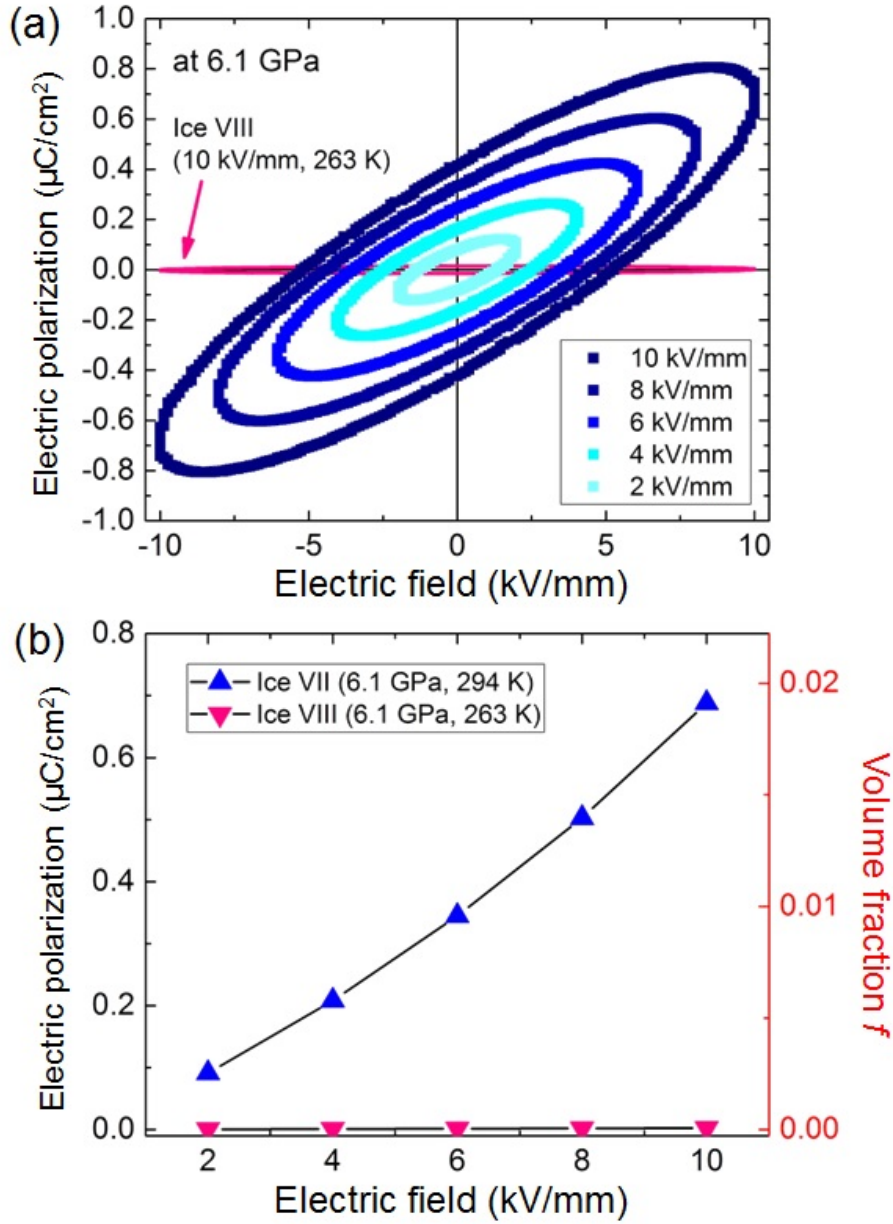 (a)
at 6.1 GPa
Ice VIII
(10 kV/mm, 263 K)
Electric polarization (µC/cm²)
1.0
0.8
0.6
0.4
0.2
0.0
-0.2
-0.4
-0.6
-0.8
-1.0
10 kV/mm
8 kV/mm
6 kV/mm
4 kV/mm
2 kV/mm
-10 -5 0 5 10
Electric field (kV/mm)
(b)
Ice VII (6.1 GPa, 294 K)
Ice VIII (6.1 GPa, 263 K)
Electric polarization (µC/cm²)
0.8
0.6
0.4
0.2
0.0
0.02
0.01
0.00
Volume fraction f
2 4 6 8 10
Electric field (kV/mm)